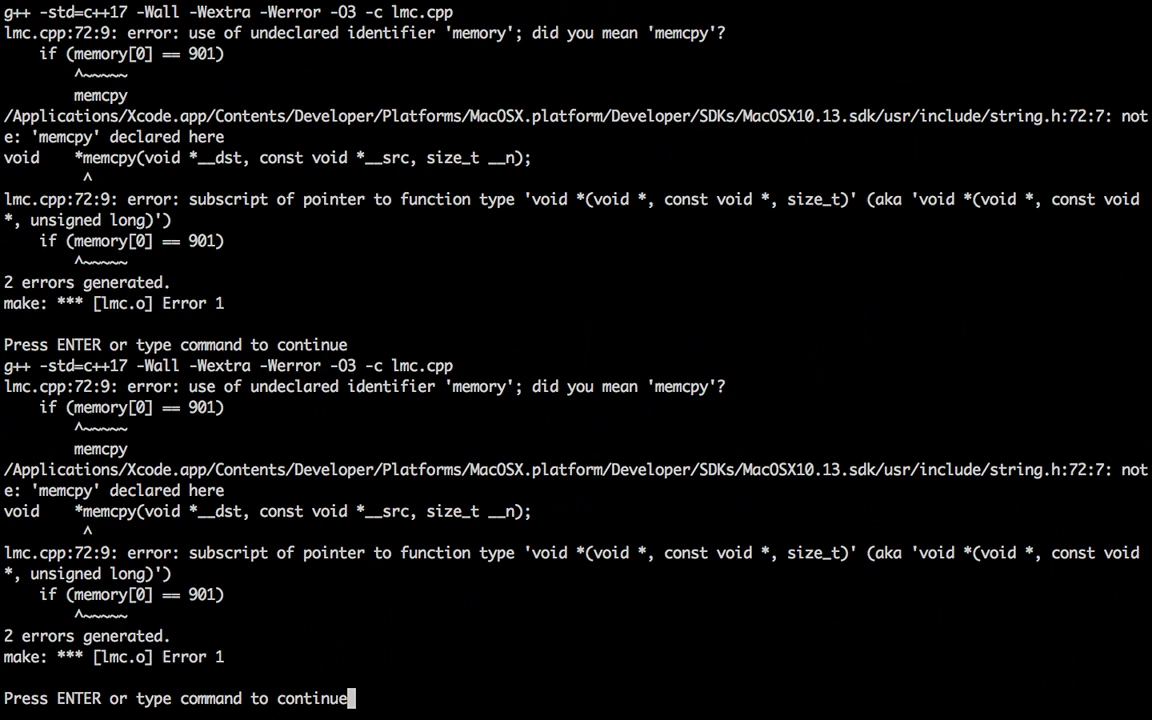 g++ -std=c++17 -Wall -Wextra -Werror -O3 -c lmc.cpp
lmc.cpp:72:9: error: use of undeclared identifier 'memory'; did you mean 'memcpy'?
    if (memory[0] == 901)
        ^~~~~~
        memcpy
/Applications/Xcode.app/Contents/Developer/Platforms/MacOSX.platform/Developer/SDKs/MacOSX10.13.sdk/usr/include/string.h:72:7: not
e: 'memcpy' declared here
void    *memcpy(void *__dst, const void *__src, size_t __n);
         ^
lmc.cpp:72:9: error: subscript of pointer to function type 'void *(void *, const void *, size_t)' (aka 'void *(void *, const void
*, unsigned long)')
    if (memory[0] == 901)
        ^~~~~~
2 errors generated.
make: *** [lmc.o] Error 1

Press ENTER or type command to continue
g++ -std=c++17 -Wall -Wextra -Werror -O3 -c lmc.cpp
lmc.cpp:72:9: error: use of undeclared identifier 'memory'; did you mean 'memcpy'?
    if (memory[0] == 901)
        ^~~~~~
        memcpy
/Applications/Xcode.app/Contents/Developer/Platforms/MacOSX.platform/Developer/SDKs/MacOSX10.13.sdk/usr/include/string.h:72:7: not
e: 'memcpy' declared here
void    *memcpy(void *__dst, const void *__src, size_t __n);
         ^
lmc.cpp:72:9: error: subscript of pointer to function type 'void *(void *, const void *, size_t)' (aka 'void *(void *, const void
*, unsigned long)')
    if (memory[0] == 901)
        ^~~~~~
2 errors generated.
make: *** [lmc.o] Error 1

Press ENTER or type command to continue